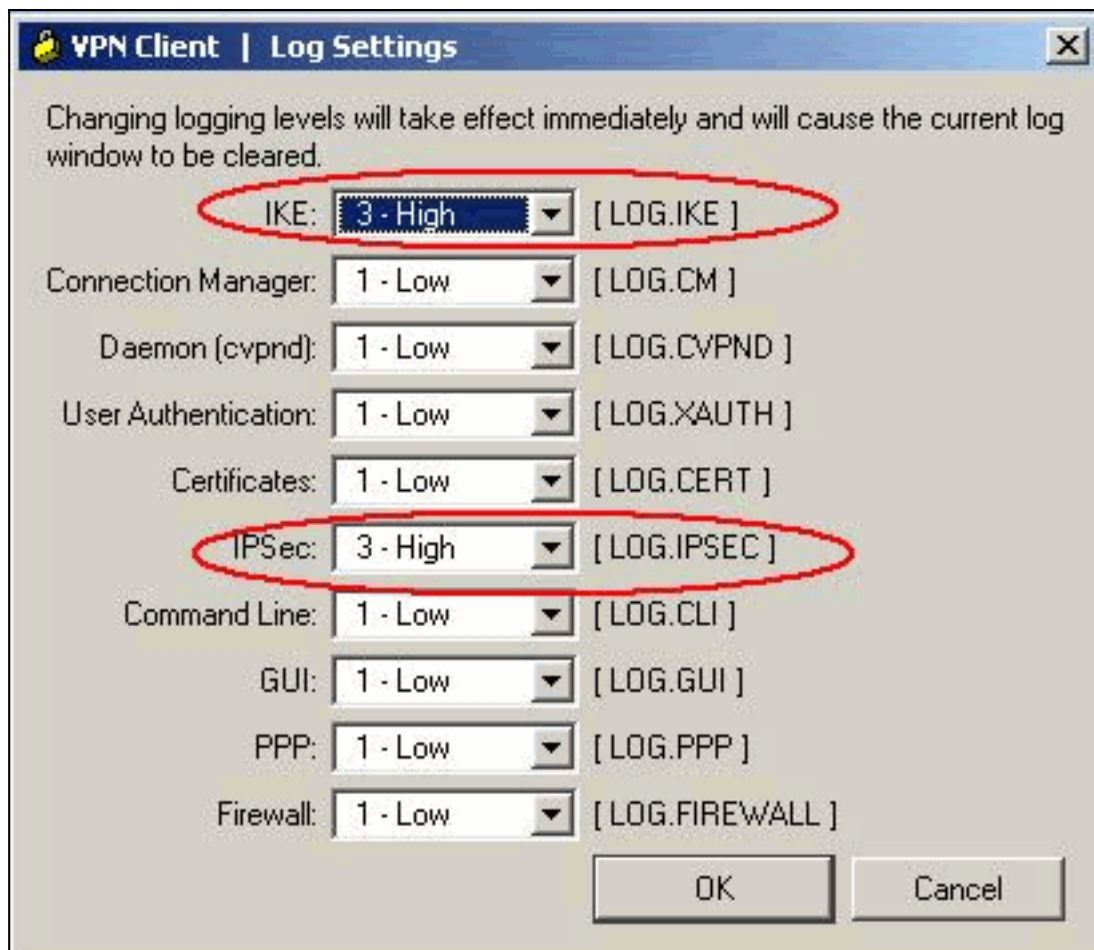 VPN Client | Log Settings
Changing logging levels will take effect immediately and will cause the current log
window to be cleared.
IKE: 3 - High [ LOG.IKE ]
Connection Manager: 1 - Low [ LOG.CM ]
Daemon (cvpnd): 1 - Low [ LOG.CVPND ]
User Authentication: 1 - Low [ LOG.XAUTH ]
Certificates: 1 - Low [ LOG.CERT ]
IPSec: 3 - High [ LOG.IPSEC ]
Command Line: 1 - Low [ LOG.CLI ]
GUI: 1 - Low [ LOG.GUI ]
PPP: 1 - Low [ LOG.PPP ]
Firewall: 1 - Low [ LOG.FIREWALL ]
OK Cancel